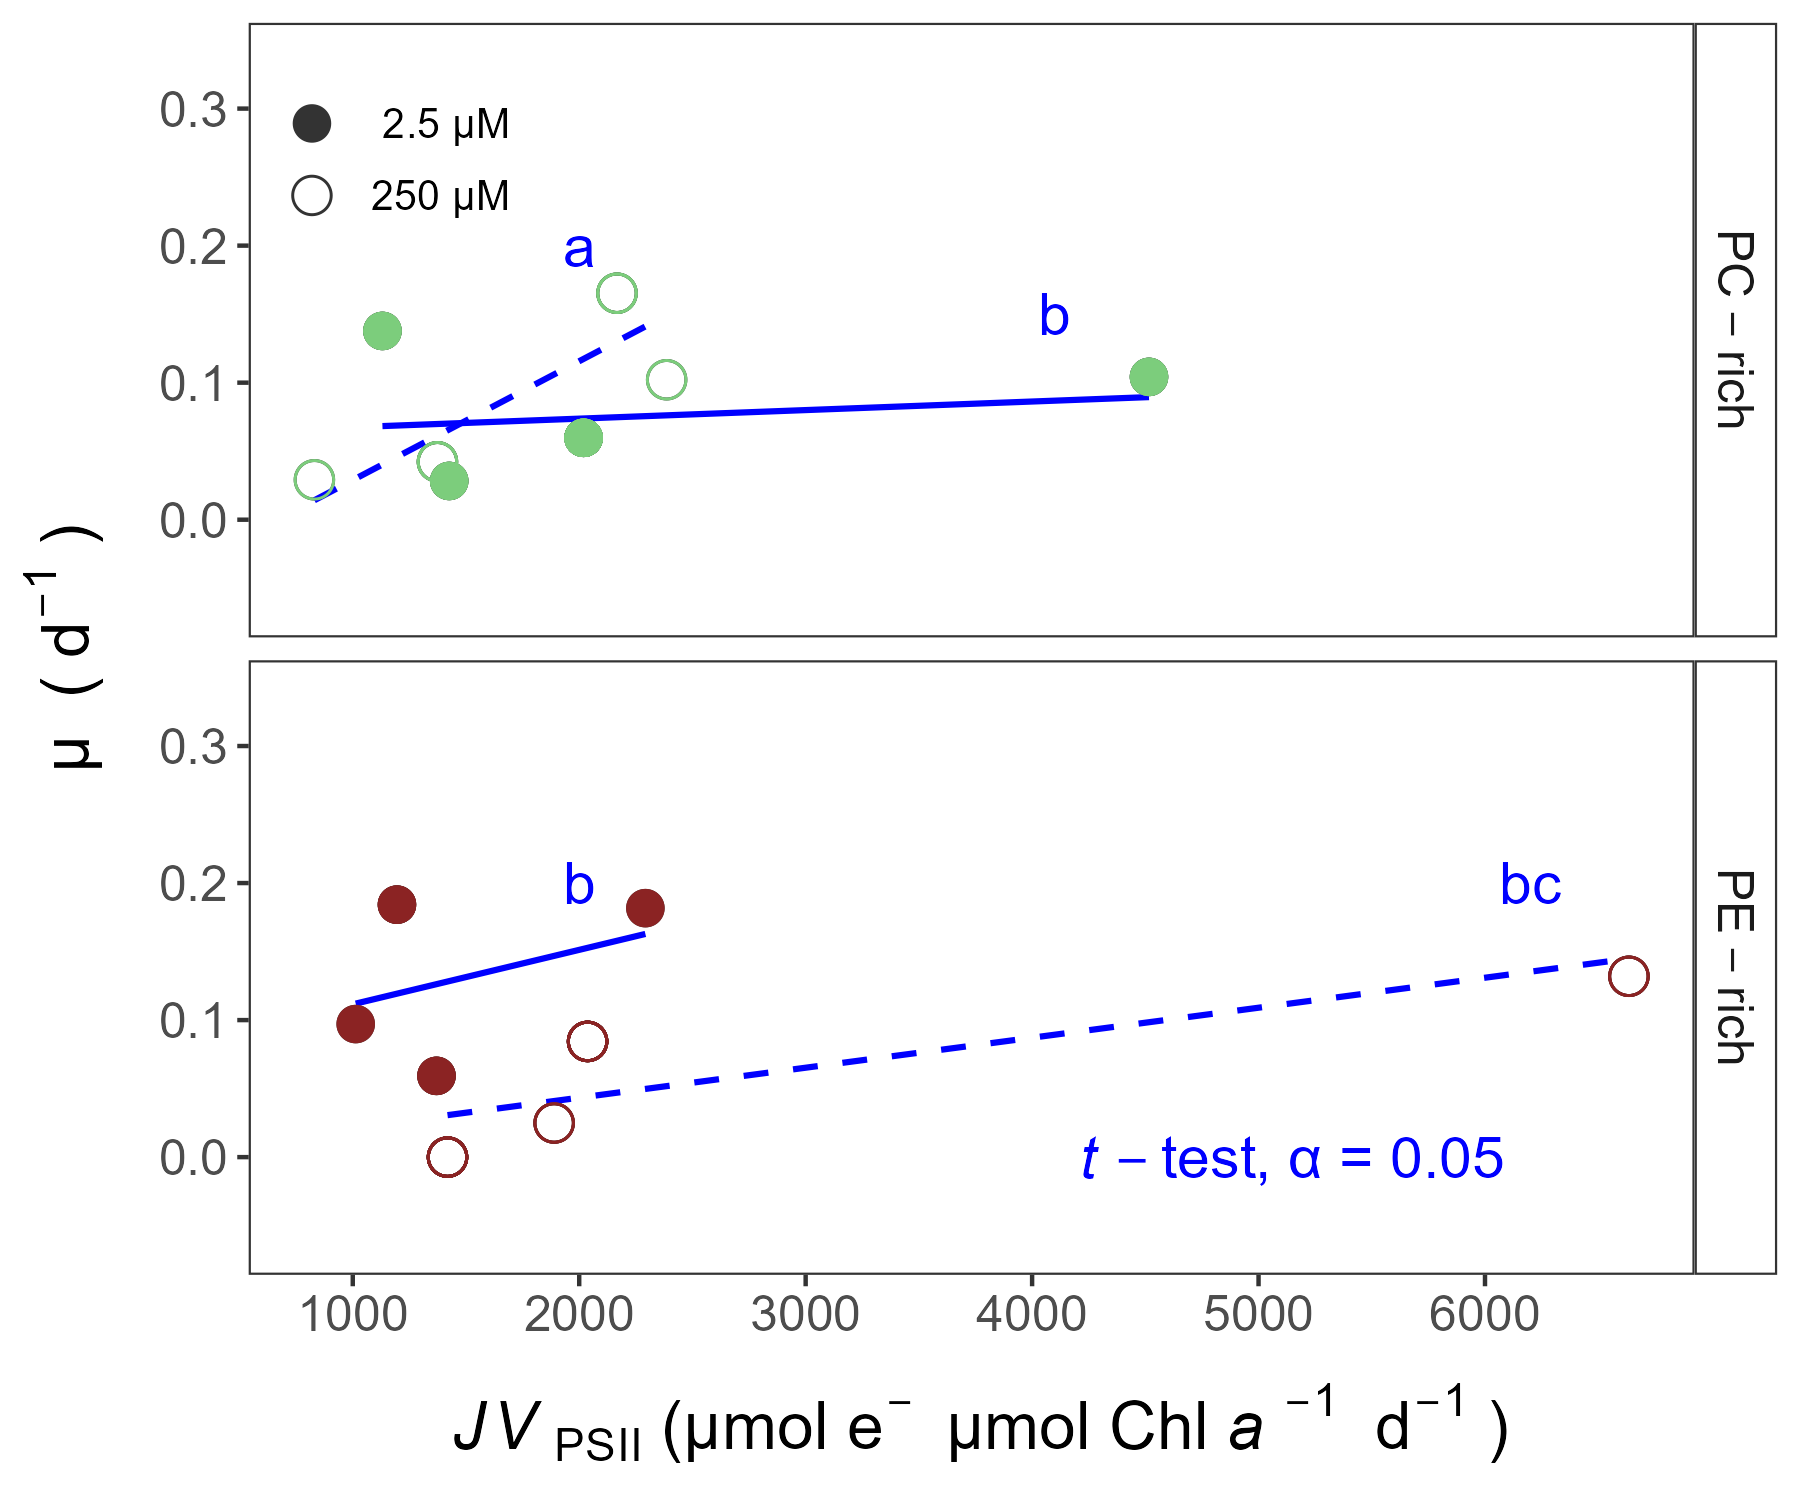 0.3
0.2
0.1
0.0
2.5 µM
250 µM
a
b
PC – rich
µ ( d⁻¹ )
0.3
0.2
0.1
0.0
b
bc
t – test, α = 0.05
PE – rich
1000 2000 3000 4000 5000 6000
JV PSII (µmol e⁻ µmol Chl a ⁻¹ d⁻¹ )